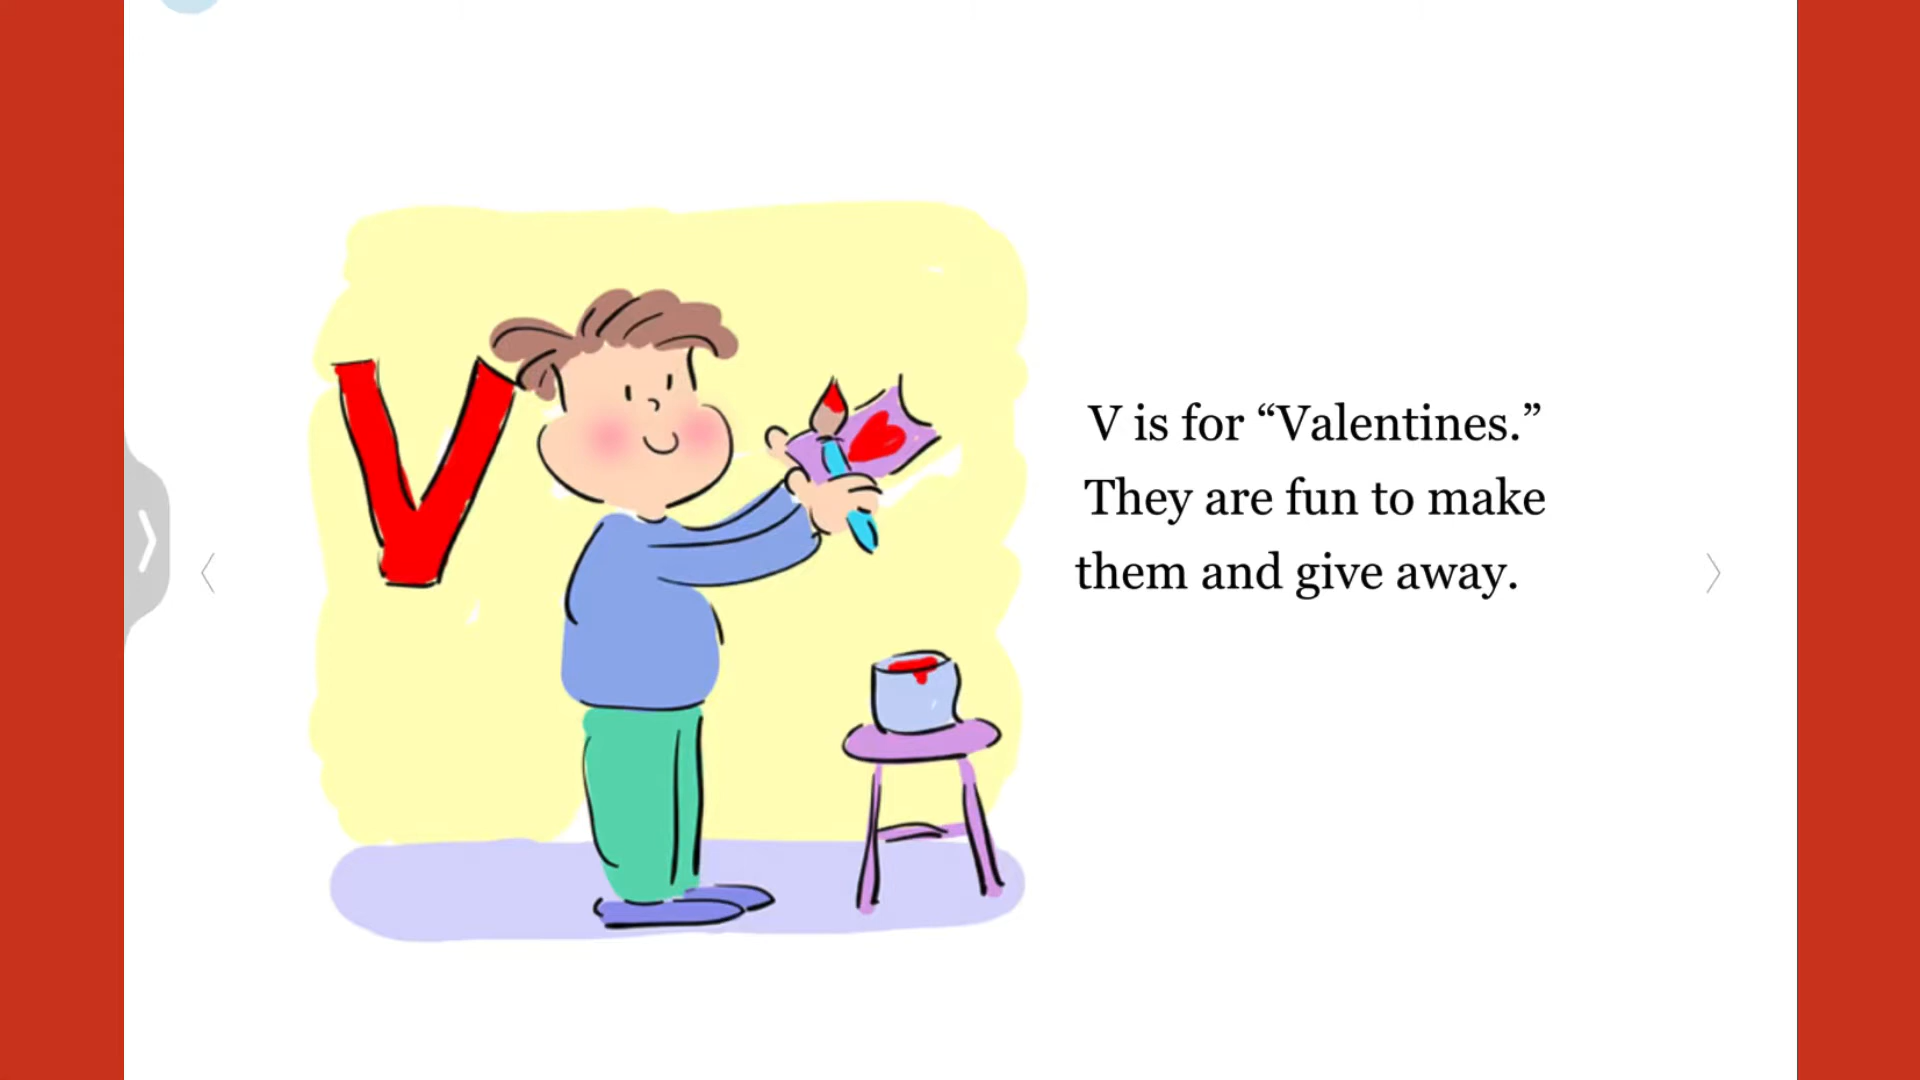 V
V is for “Valentines.”
They are fun to make
them and give away.